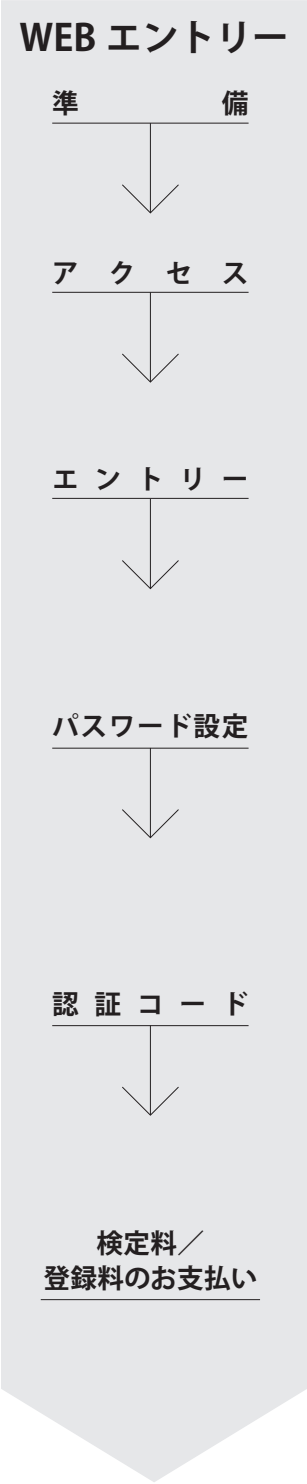 WEB エントリー
準備
アクセス
エントリー
パスワード設定
認証コード
検定料／
登録料のお支払い